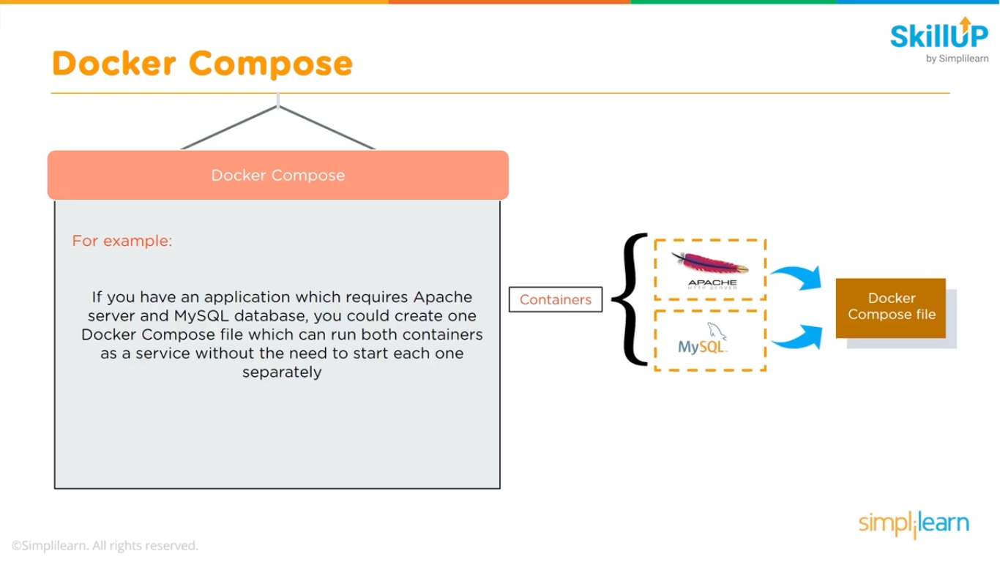 SkillUP
by Simplilearn
Docker Compose
Docker Compose
For example:
If you have an application which requires Apache
server and MySQL database, you could create one
Docker Compose file which can run both containers
as a service without the need to start each one
separately
Containers
APACHE
HTTP SERVER
MySQL
Docker
Compose file
simplilearn
©Simplilearn. All rights reserved.